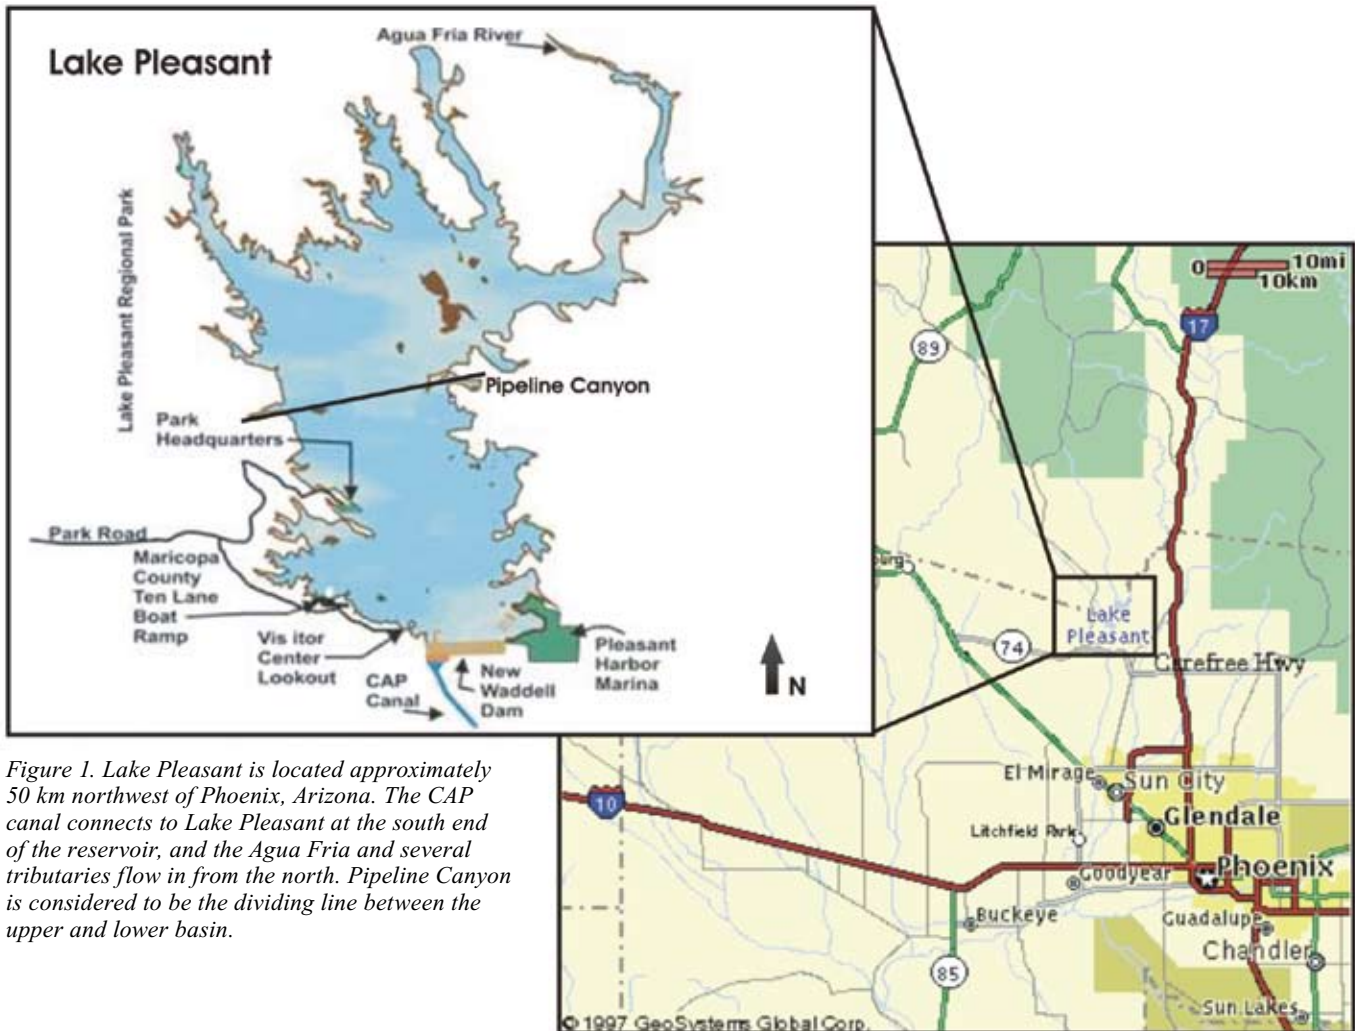 Lake Pleasant
Agua Fria River
Lake Pleasant Regional Park
Pipeline Canyon
Park
Headquarters
Park Road
Maricopa
County
Ten Lane
Boat
Ramp
Vis itor
Center
Lookout
CAP
Canal
New
Waddell
Dam
Pleasant
Harbor
Marina
N
0 10mi
10km
17
89
burg
74
Lake
Pleasant
Carefree Hwy
10
El Mirage
Sun City
Glendale
Litchfield Park
Phoenix
Goodyear
Buckeye
Guadalupe
Chandler
85
Sun Lakes
© 1997 GeoSystems Global Corp.
Figure 1. Lake Pleasant is located approximately
50 km northwest of Phoenix, Arizona. The CAP
canal connects to Lake Pleasant at the south end
of the reservoir, and the Agua Fria and several
tributaries flow in from the north. Pipeline Canyon
is considered to be the dividing line between the
upper and lower basin.